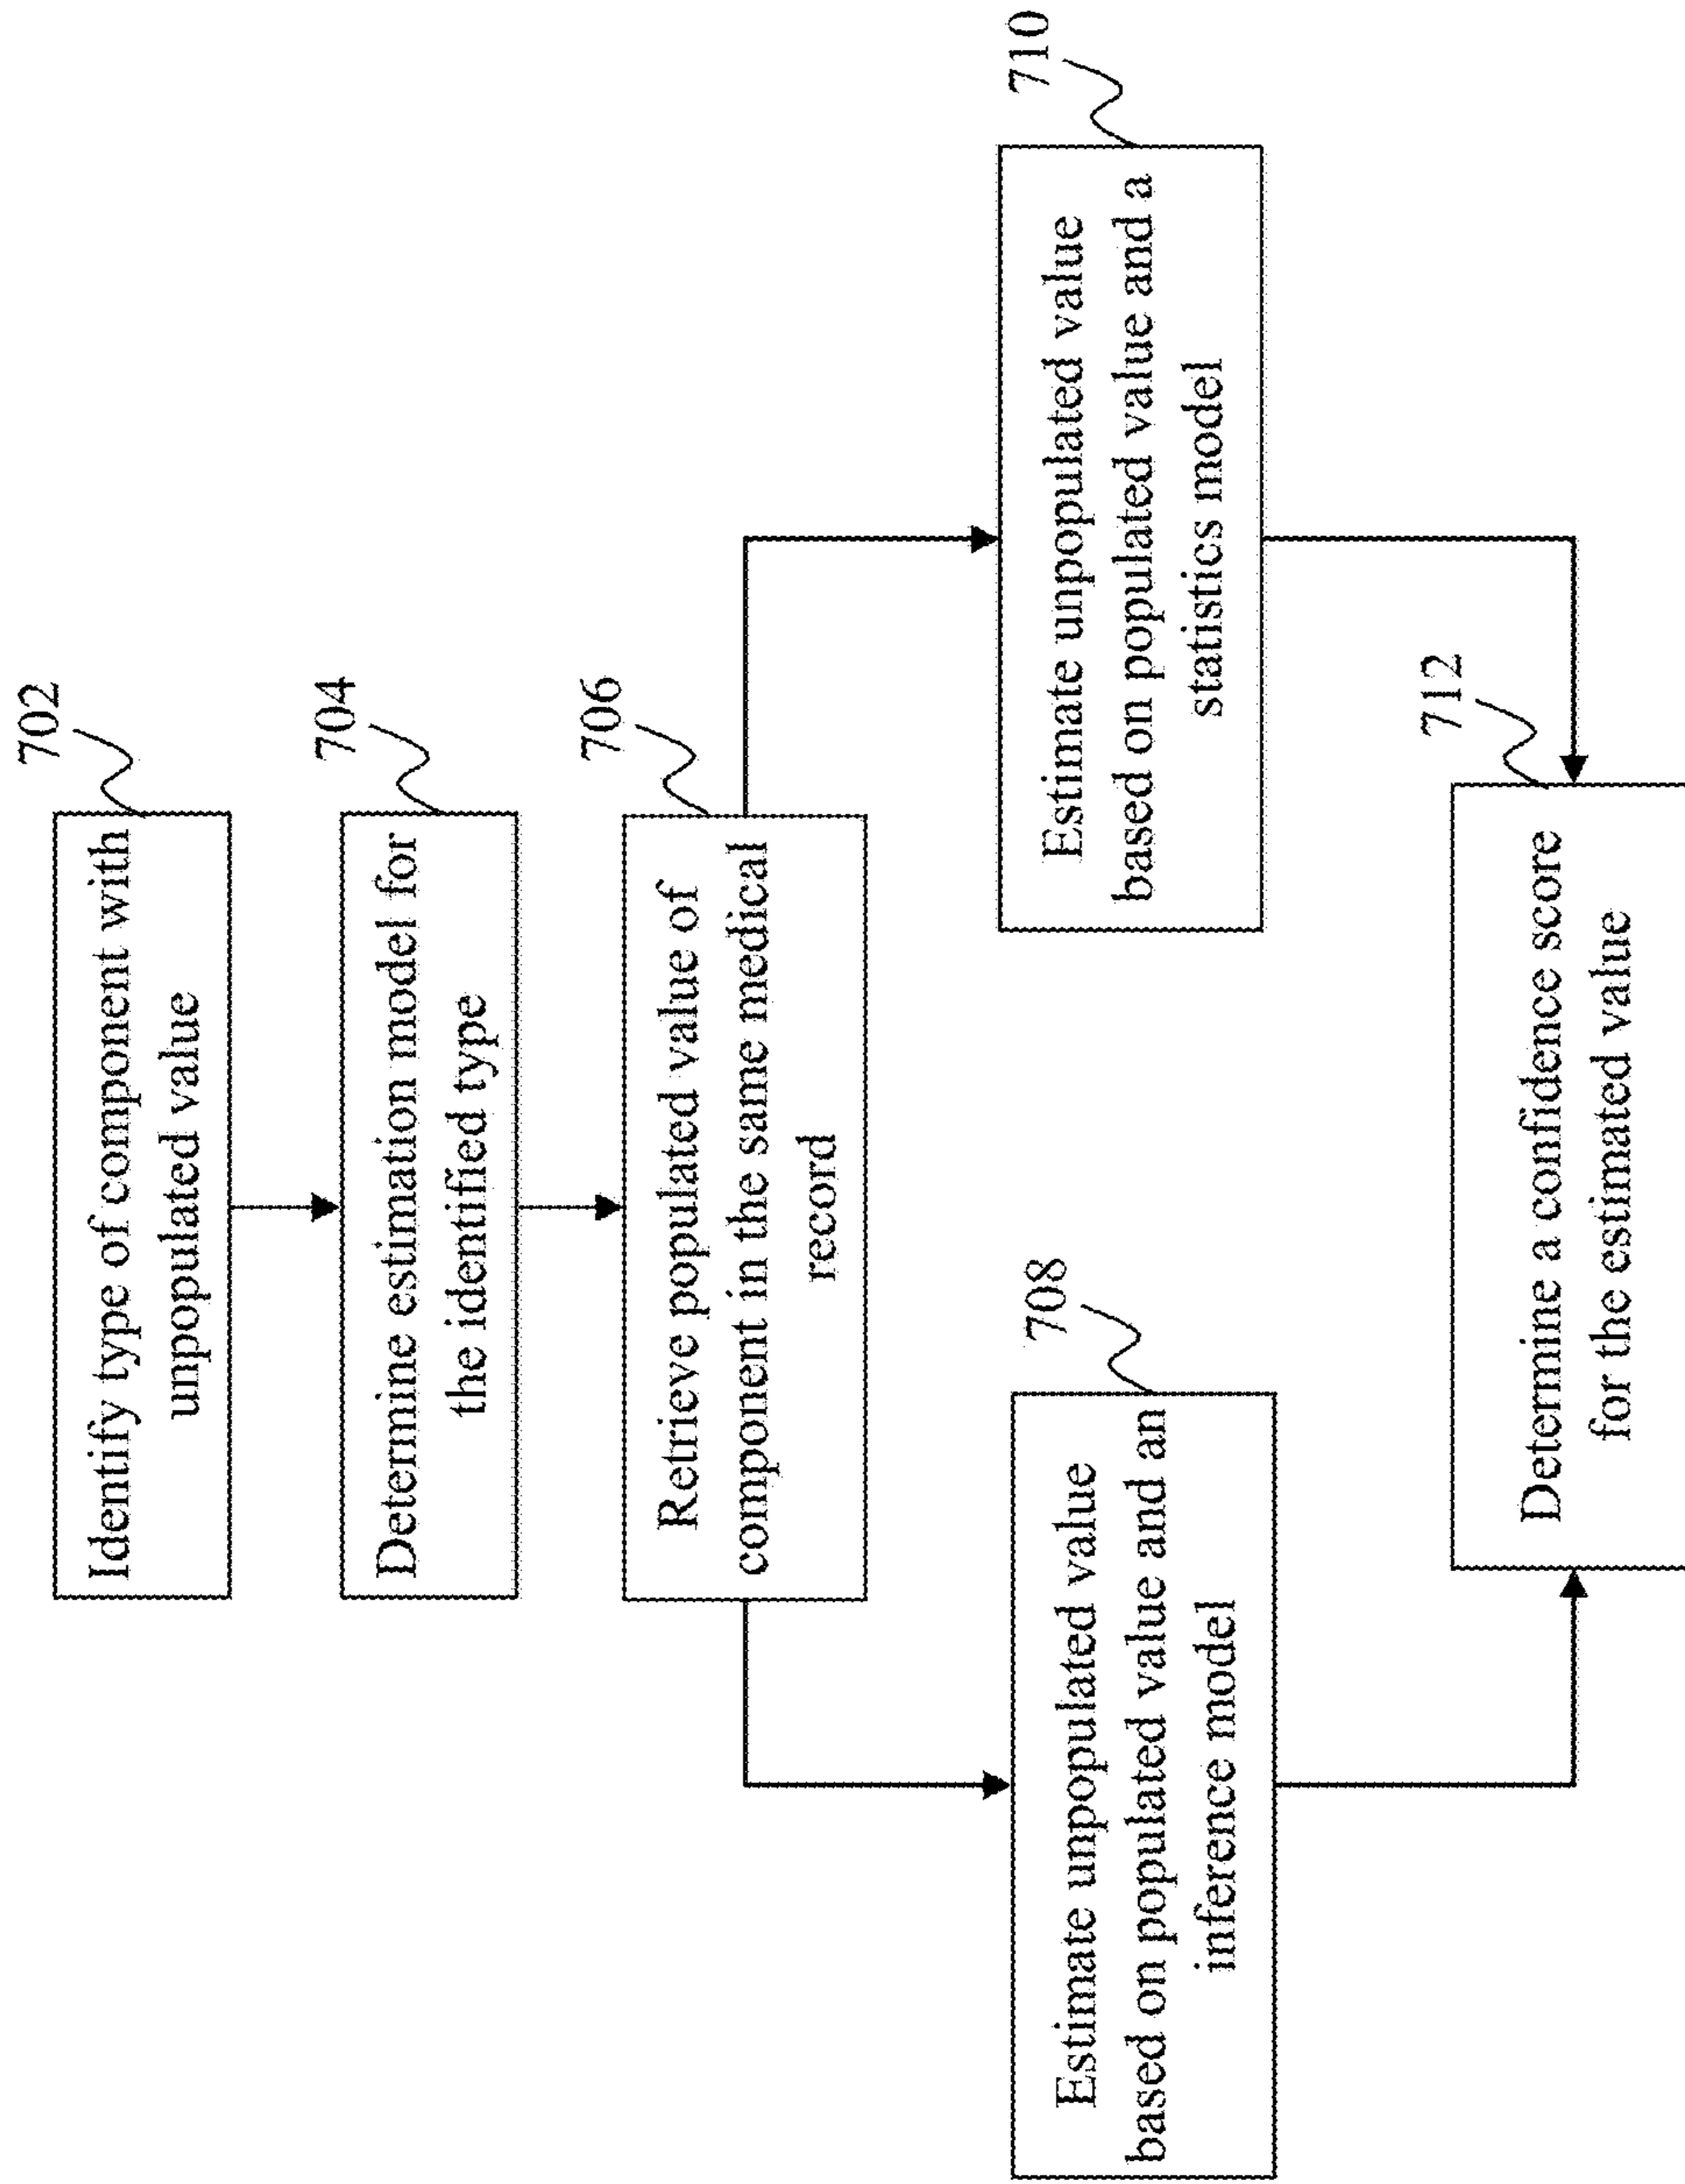 702
Identify type of component with
unpopulated value
704
Determine estimation model for
the identified type
706
Retrieve populated value of
component in the same medical
record
708
Estimate unpopulated value
based on populated value and an
inference model
710
Estimate unpopulated value
based on populated value and a
statistics model
712
Determine a confidence score
for the estimated value